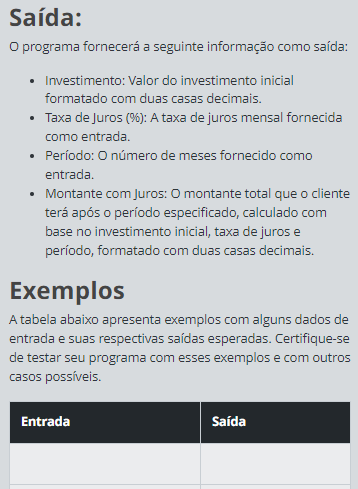 Saída:
O programa fornecerá a seguinte informação como saída:
• Investimento: Valor do investimento inicial
formatado com duas casas decimais.
• Taxa de Juros (%): A taxa de juros mensal fornecida
como entrada.
• Período: O número de meses fornecido como
entrada.
• Montante com Juros: O montante total que o cliente
terá após o período especificado, calculado com
base no investimento inicial, taxa de juros e
período, formatado com duas casas decimais.
Exemplos
A tabela abaixo apresenta exemplos com alguns dados de
entrada e suas respectivas saídas esperadas. Certifique-se
de testar seu programa com esses exemplos e com outros
casos possíveis.
Entrada Saída